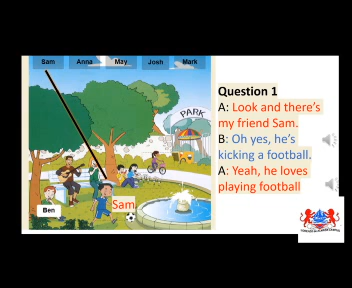 Sam Anna May Josh Mark
PARK
Sam
Ben
Question 1
A: Look and there's
my friend Sam.
B: Oh yes, he's
kicking a football.
A: Yeah, he loves
playing football